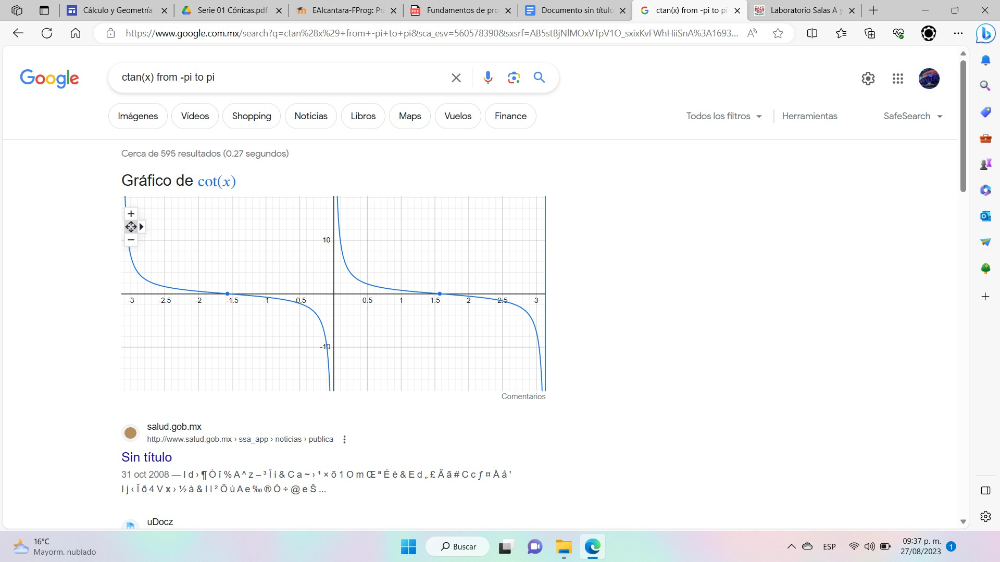 Cálculo y Geometría
Serie 01 Cónicas.pdf
EAlcantara-FProg: Pr
Fundamentos de pro
Documento sin título
ctan(x) from -pi to pi
Laboratorio Salas A y
https://www.google.com.mx/search?q=ctan%28x%29+from+-pi+to+pi&sca_esv=560578390&sxsrf=AB5stBjNIMOxVTpV1O_sxixKvFWhHiiSnA%3A1693...
Google
ctan(x) from -pi to pi
Imágenes
Videos
Shopping
Noticias
Libros
Maps
Vuelos
Finance
Todos los filtros
Herramientas
SafeSearch
Cerca de 595 resultados (0.27 segundos)
Gráfico de cot(x)
10
-3 -2.5 -2 -1.5 -1 -0.5 0.5 1 1.5 2 2.5 3
-10
Comentarios
salud.gob.mx
http://www.salud.gob.mx › ssa_app › noticias › publica
Sin título
31 oct 2008 — I d › ¶ Ò î % A ^ z – ³ Ï ì & C a ~ › ¹ × õ 1 O m Œ ª É è & E d „ £ Ã ã # C c ƒ ¤ Å å '
I j ‹ Î ð 4 V x › ½ à & I l ² Ö ú A e ‰ ® Ò ÷ @ e Š ...
uDocz
16°C
Mayorm. nublado
Buscar
ESP
09:37 p. m.
27/08/2023
1